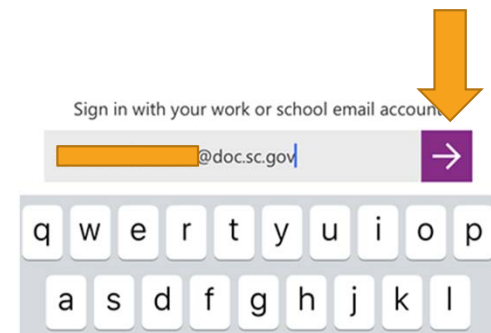 Sign in with your work or school email account
@doc.sc.gov
q w e r t y u i o p
a s d f g h j k l